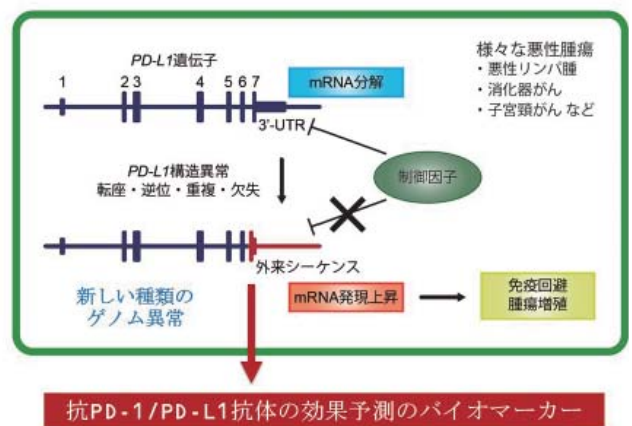 PD-L1遺伝子
1 2 3 4 5 6 7
mRNA分解
3'-UTR
様々な悪性腫瘍
・悪性リンパ腫
・消化器がん
・子宮頸がん など
PD-L1構造異常
転座・逆位・重複・欠失
制御因子
外来シーケンス
新しい種類の
ゲノム異常
mRNA発現上昇
免疫回避
腫瘍増殖
抗PD-1/PD-L1抗体の効果予測のバイオマーカー